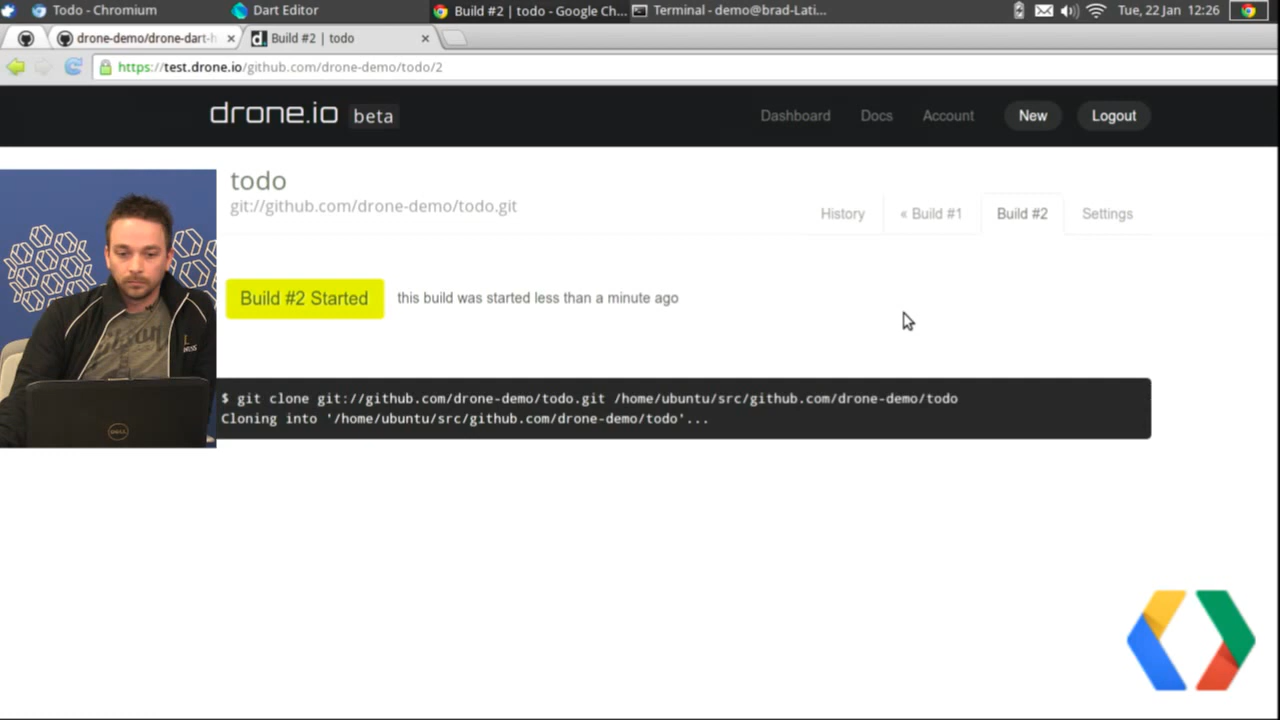 Todo - Chromium
Dart Editor
Build #2 | todo - Google Ch...
Terminal - demo@brad-Lati...
Tue, 22 Jan 12:26
drone-demo/drone-dart-h
Build #2 | todo
https://test.drone.io/github.com/drone-demo/todo/2
drone.io beta
Dashboard
Docs
Account
New
Logout
todo
git://github.com/drone-demo/todo.git
History
« Build #1
Build #2
Settings
Build #2 Started
this build was started less than a minute ago
$ git clone git://github.com/drone-demo/todo.git /home/ubuntu/src/github.com/drone-demo/todo
Cloning into '/home/ubuntu/src/github.com/drone-demo/todo'...
DELL